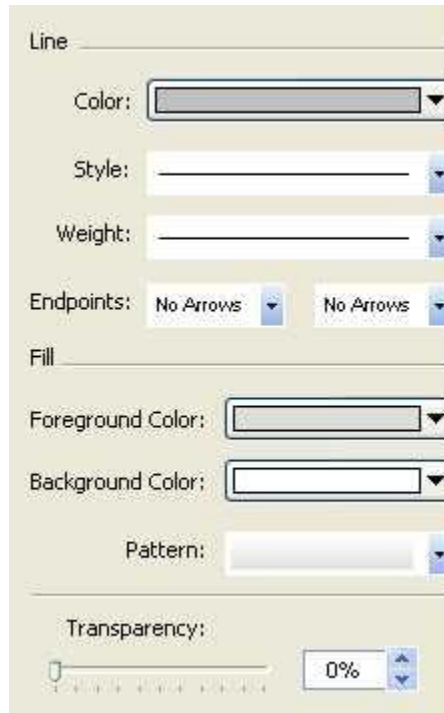 Line
Color:
Style:
Weight:
Endpoints: No Arrows No Arrows
Fill
Foreground Color:
Background Color:
Pattern:
Transparency:
0%